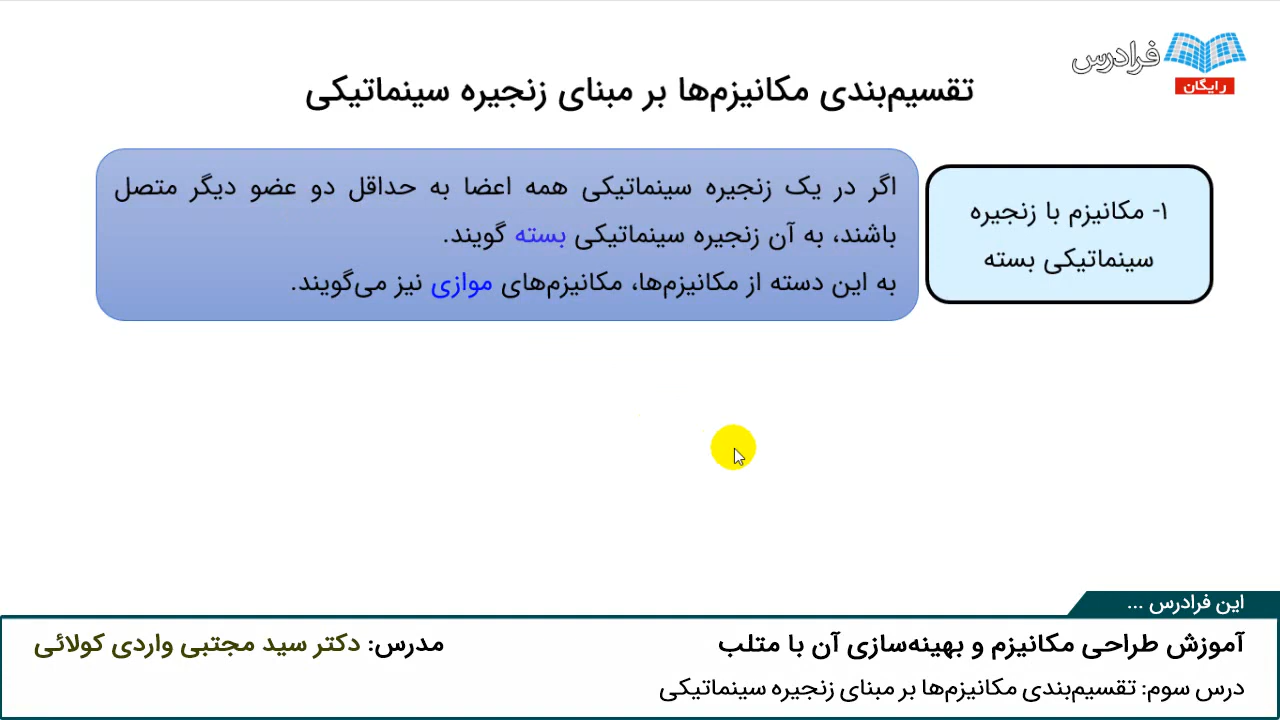 فرادرس
رایگان
تقسیم‌بندی مکانیزم‌ها بر مبنای زنجیره سینماتیکی
۱- مکانیزم با زنجیره
سینماتیکی بسته
اگر در یک زنجیره سینماتیکی همه اعضا به حداقل دو عضو دیگر متصل
باشند، به آن زنجیره سینماتیکی بسته گویند.
به این دسته از مکانیزم‌ها، مکانیزم‌های موازی نیز می‌گویند.
این فرادرس ...
آموزش طراحی مکانیزم و بهینه‌سازی آن با متلب
مدرس: دکتر سید مجتبی واردی کولائی
درس سوم: تقسیم‌بندی مکانیزم‌ها بر مبنای زنجیره سینماتیکی